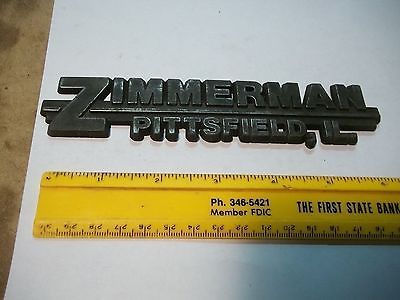 ZIMMERMAN
PITTSFIELD, IL
Ph. 346-5421
Member FDIC
THE FIRST STATE BANK